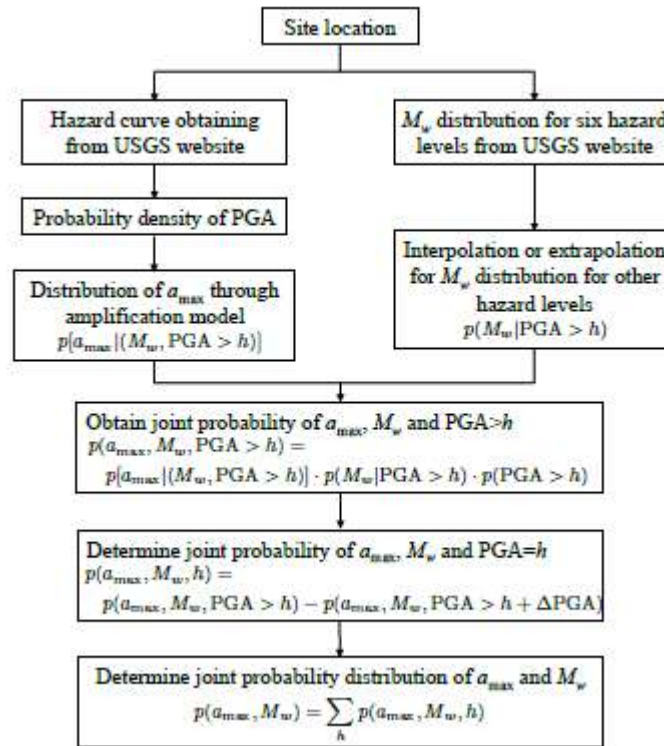 Site location
Hazard curve obtaining
from USGS website
M_w distribution for six hazard
levels from USGS website
Probability density of PGA
Distribution of a_max through
amplification model
p[a_max|(M_w, PGA > h)]
Interpolation or extrapolation
for M_w distribution for other
hazard levels
p(M_w|PGA > h)
Obtain joint probability of a_max, M_w and PGA>h
p(a_max, M_w, PGA > h) =
p[a_max|(M_w, PGA > h)] · p(M_w|PGA > h) · p(PGA > h)
Determine joint probability of a_max, M_w and PGA=h
p(a_max, M_w, h) =
p(a_max, M_w, PGA > h) − p(a_max, M_w, PGA > h + ΔPGA)
Determine joint probability distribution of a_max and M_w
p(a_max, M_w) = ∑_h p(a_max, M_w, h)